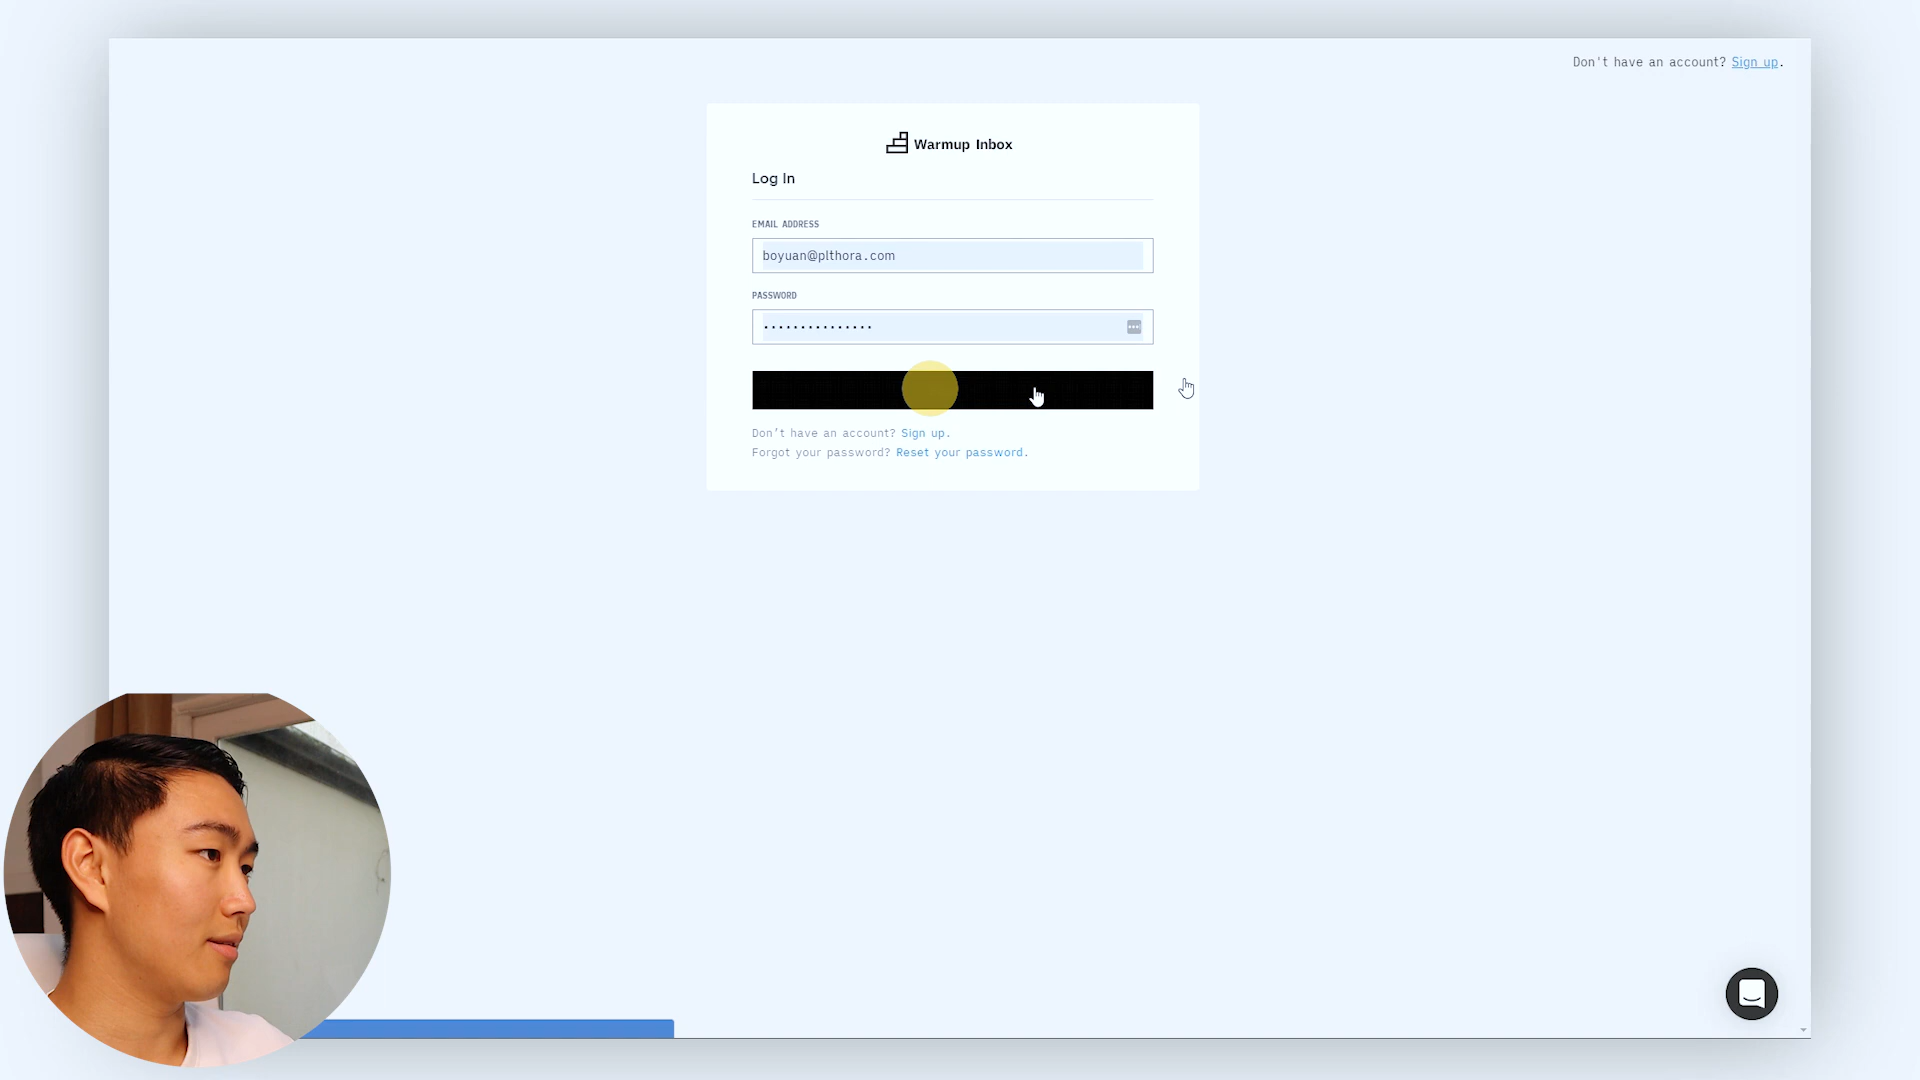 Don't have an account? Sign up.
Warmup Inbox
Log In
EMAIL ADDRESS
boyuan@plthora.com
PASSWORD
Don't have an account? Sign up.
Forgot your password? Reset your password.